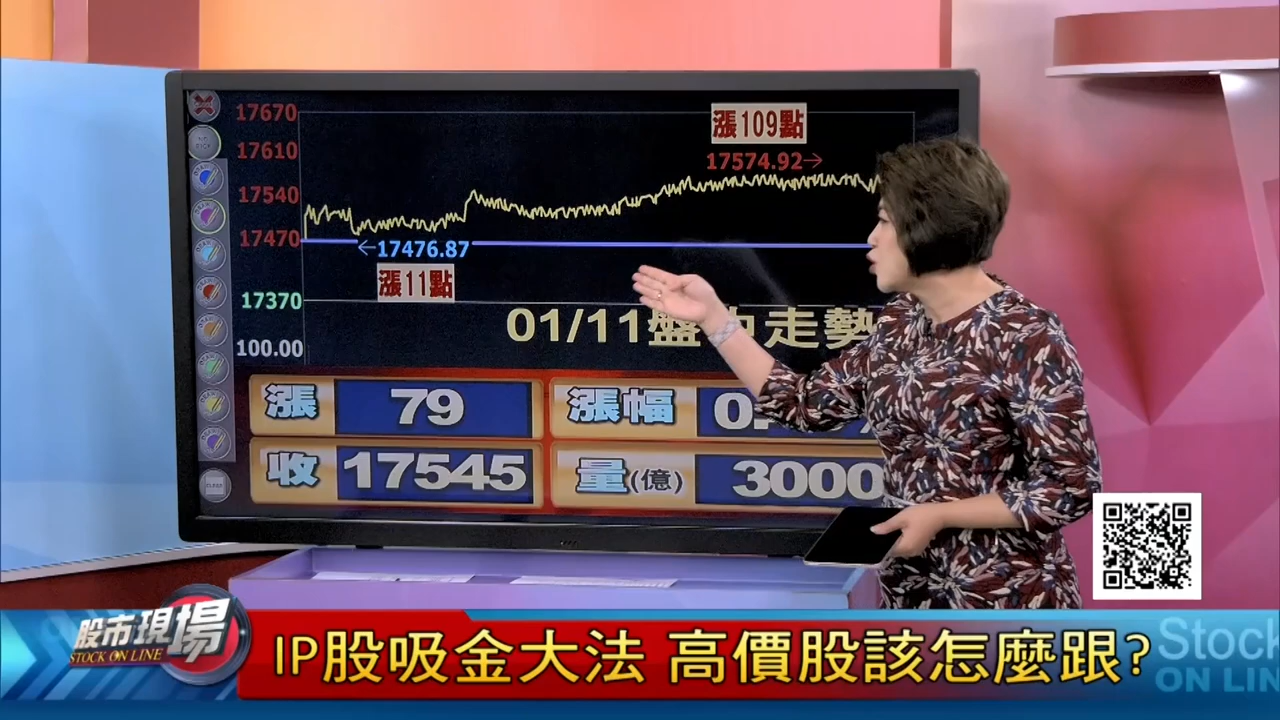 17670
漲109點
17610
17574.92→
17540
17470
←17476.87
漲11點
17370
01/11盤中走勢
100.00
漲 79
漲幅 0.
收 17545
量(億) 3000
股市現場
STOCK ON LINE
IP股吸金大法 高價股該怎麼跟?
Stock
ON LIN